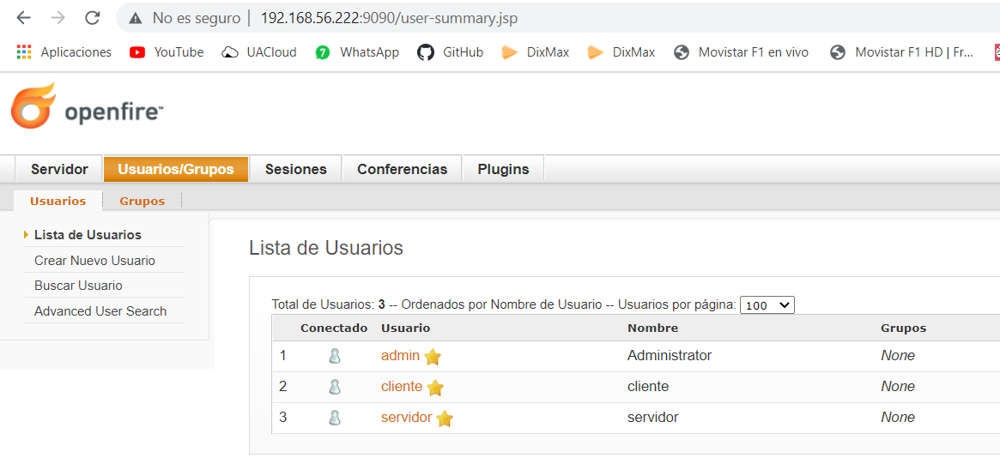 No es seguro | 192.168.56.222:9090/user-summary.jsp
Aplicaciones YouTube UACloud 7 WhatsApp GitHub DixMax DixMax Movistar F1 en vivo Movistar F1 HD | Fr...
openfire™
Servidor Usuarios/Grupos Sesiones Conferencias Plugins
Usuarios Grupos
Lista de Usuarios
Crear Nuevo Usuario
Buscar Usuario
Advanced User Search
Lista de Usuarios
Total de Usuarios: 3 -- Ordenados por Nombre de Usuario -- Usuarios por página: 100
Conectado Usuario Nombre Grupos
1 admin Administrator None
2 cliente cliente None
3 servidor servidor None